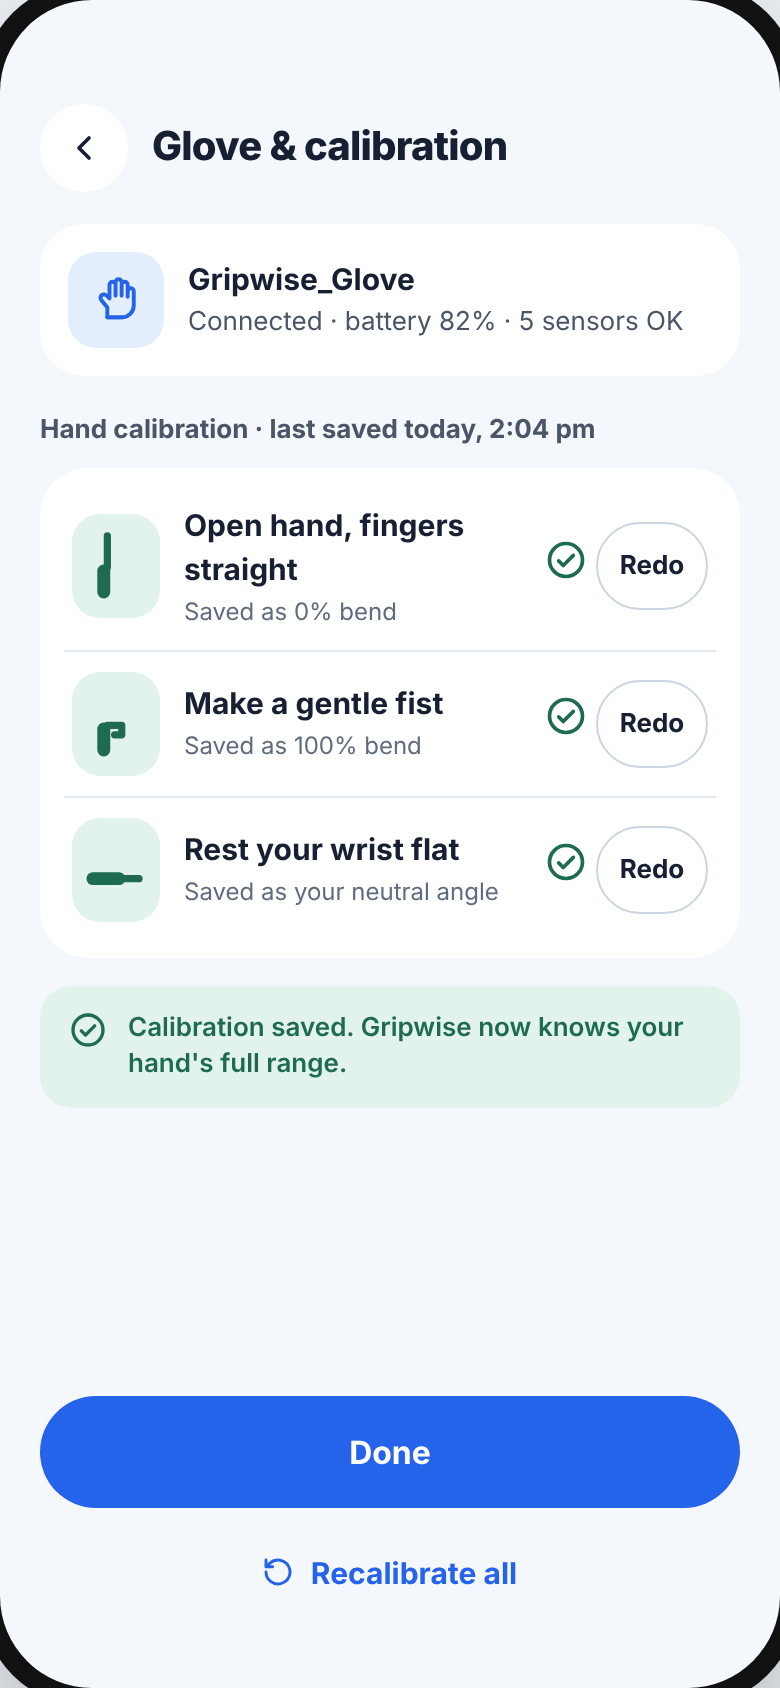 Glove & calibration
Gripwise_Glove
Connected · battery 82% · 5 sensors OK
Hand calibration · last saved today, 2:04 pm
Open hand, fingers
straight
Saved as 0% bend
Redo
Make a gentle fist
Saved as 100% bend
Redo
Rest your wrist flat
Saved as your neutral angle
Redo
Calibration saved. Gripwise now knows your
hand's full range.
Done
Recalibrate all